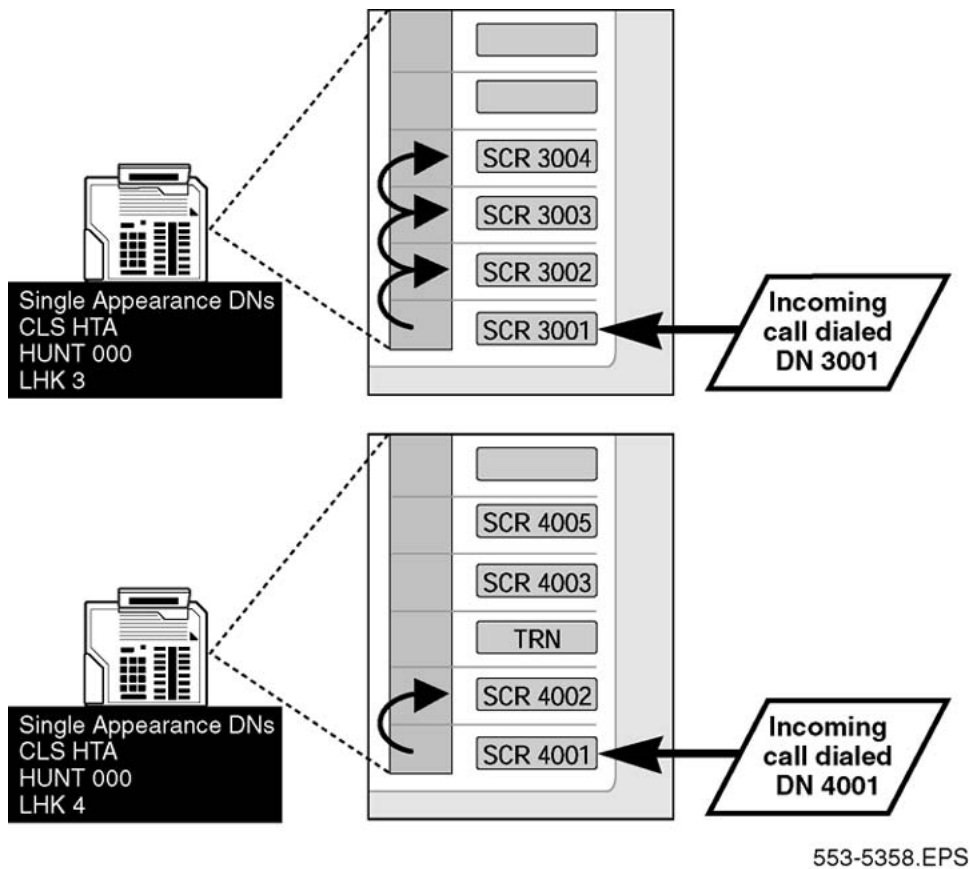 SCR 3004
SCR 3003
SCR 3002
SCR 3001
Single Appearance DNs
CLS HTA
HUNT 000
LHK 3
Incoming
call dialed
DN 3001
SCR 4005
SCR 4003
TRN
SCR 4002
SCR 4001
Single Appearance DNs
CLS HTA
HUNT 000
LHK 4
Incoming
call dialed
DN 4001
553-5358.EPS